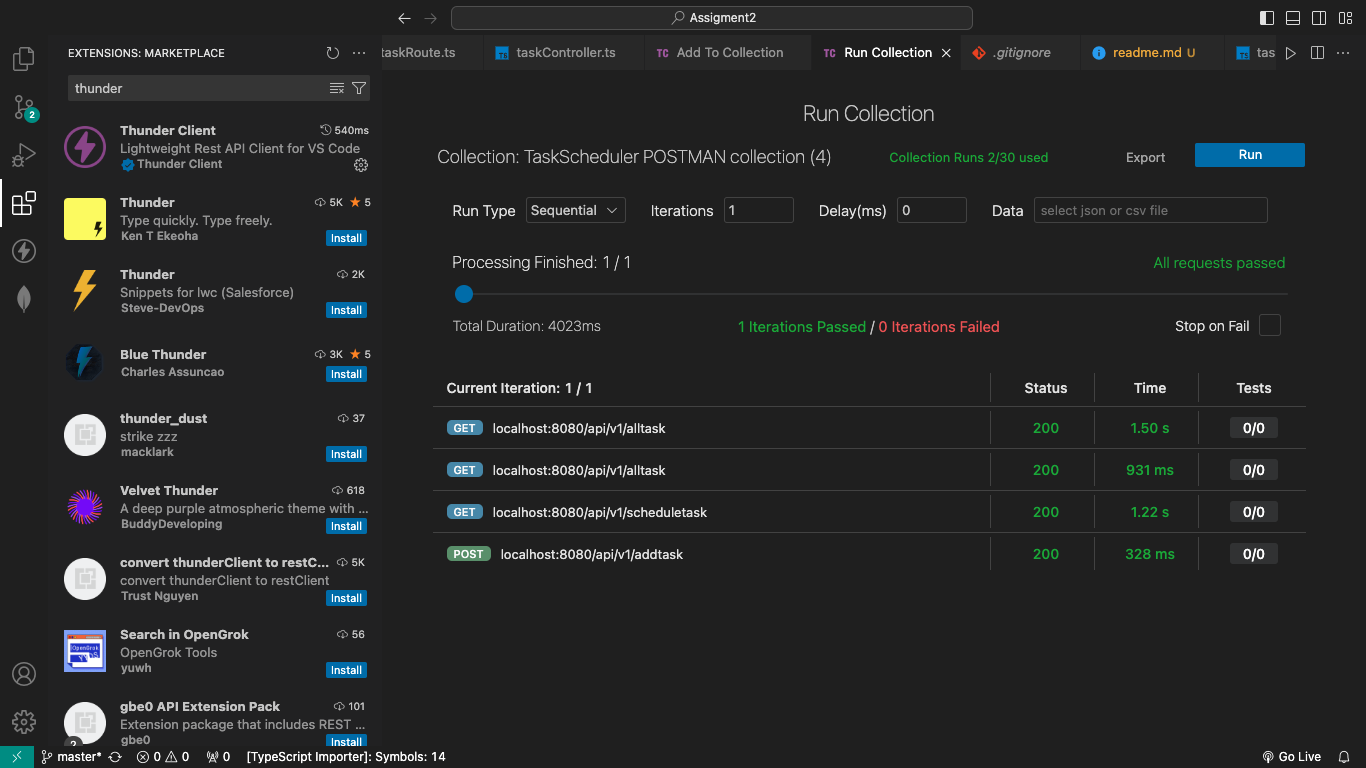 Assigment2
EXTENSIONS: MARKETPLACE
thunder
Thunder Client 540ms
Lightweight Rest API Client for VS Code
Thunder Client
Thunder 5K 5
Type quickly. Type freely.
Ken T Ekeoha Install
Thunder 2K
Snippets for lwc (Salesforce)
Steve-DevOps Install
Blue Thunder 3K 5
Charles Assuncao Install
thunder_dust 37
strike zzz
macklark Install
Velvet Thunder 618
A deep purple atmospheric theme with ...
BuddyDeveloping Install
convert thunderClient to restC... 5K
convert thunderClient to restClient
Trust Nguyen Install
Search in OpenGrok 56
OpenGrok Tools
yuwh Install
gbe0 API Extension Pack 101
Extension package that includes REST ...
gbe0 Install
2
taskRoute.ts TS taskController.ts TC Add To Collection TC Run Collection .gitignore readme.md U TS tas
Run Collection
Collection: TaskScheduler POSTMAN collection (4) Collection Runs 2/30 used Export Run
Run Type Sequential Iterations 1 Delay(ms) 0 Data select json or csv file
Processing Finished: 1 / 1 All requests passed
Total Duration: 4023ms 1 Iterations Passed / 0 Iterations Failed Stop on Fail
Current Iteration: 1 / 1 Status Time Tests
GET localhost:8080/api/v1/alltask 200 1.50 s 0/0
GET localhost:8080/api/v1/alltask 200 931 ms 0/0
GET localhost:8080/api/v1/scheduletask 200 1.22 s 0/0
POST localhost:8080/api/v1/addtask 200 328 ms 0/0
master* 0 0 0 [TypeScript Importer]: Symbols: 14 Go Live